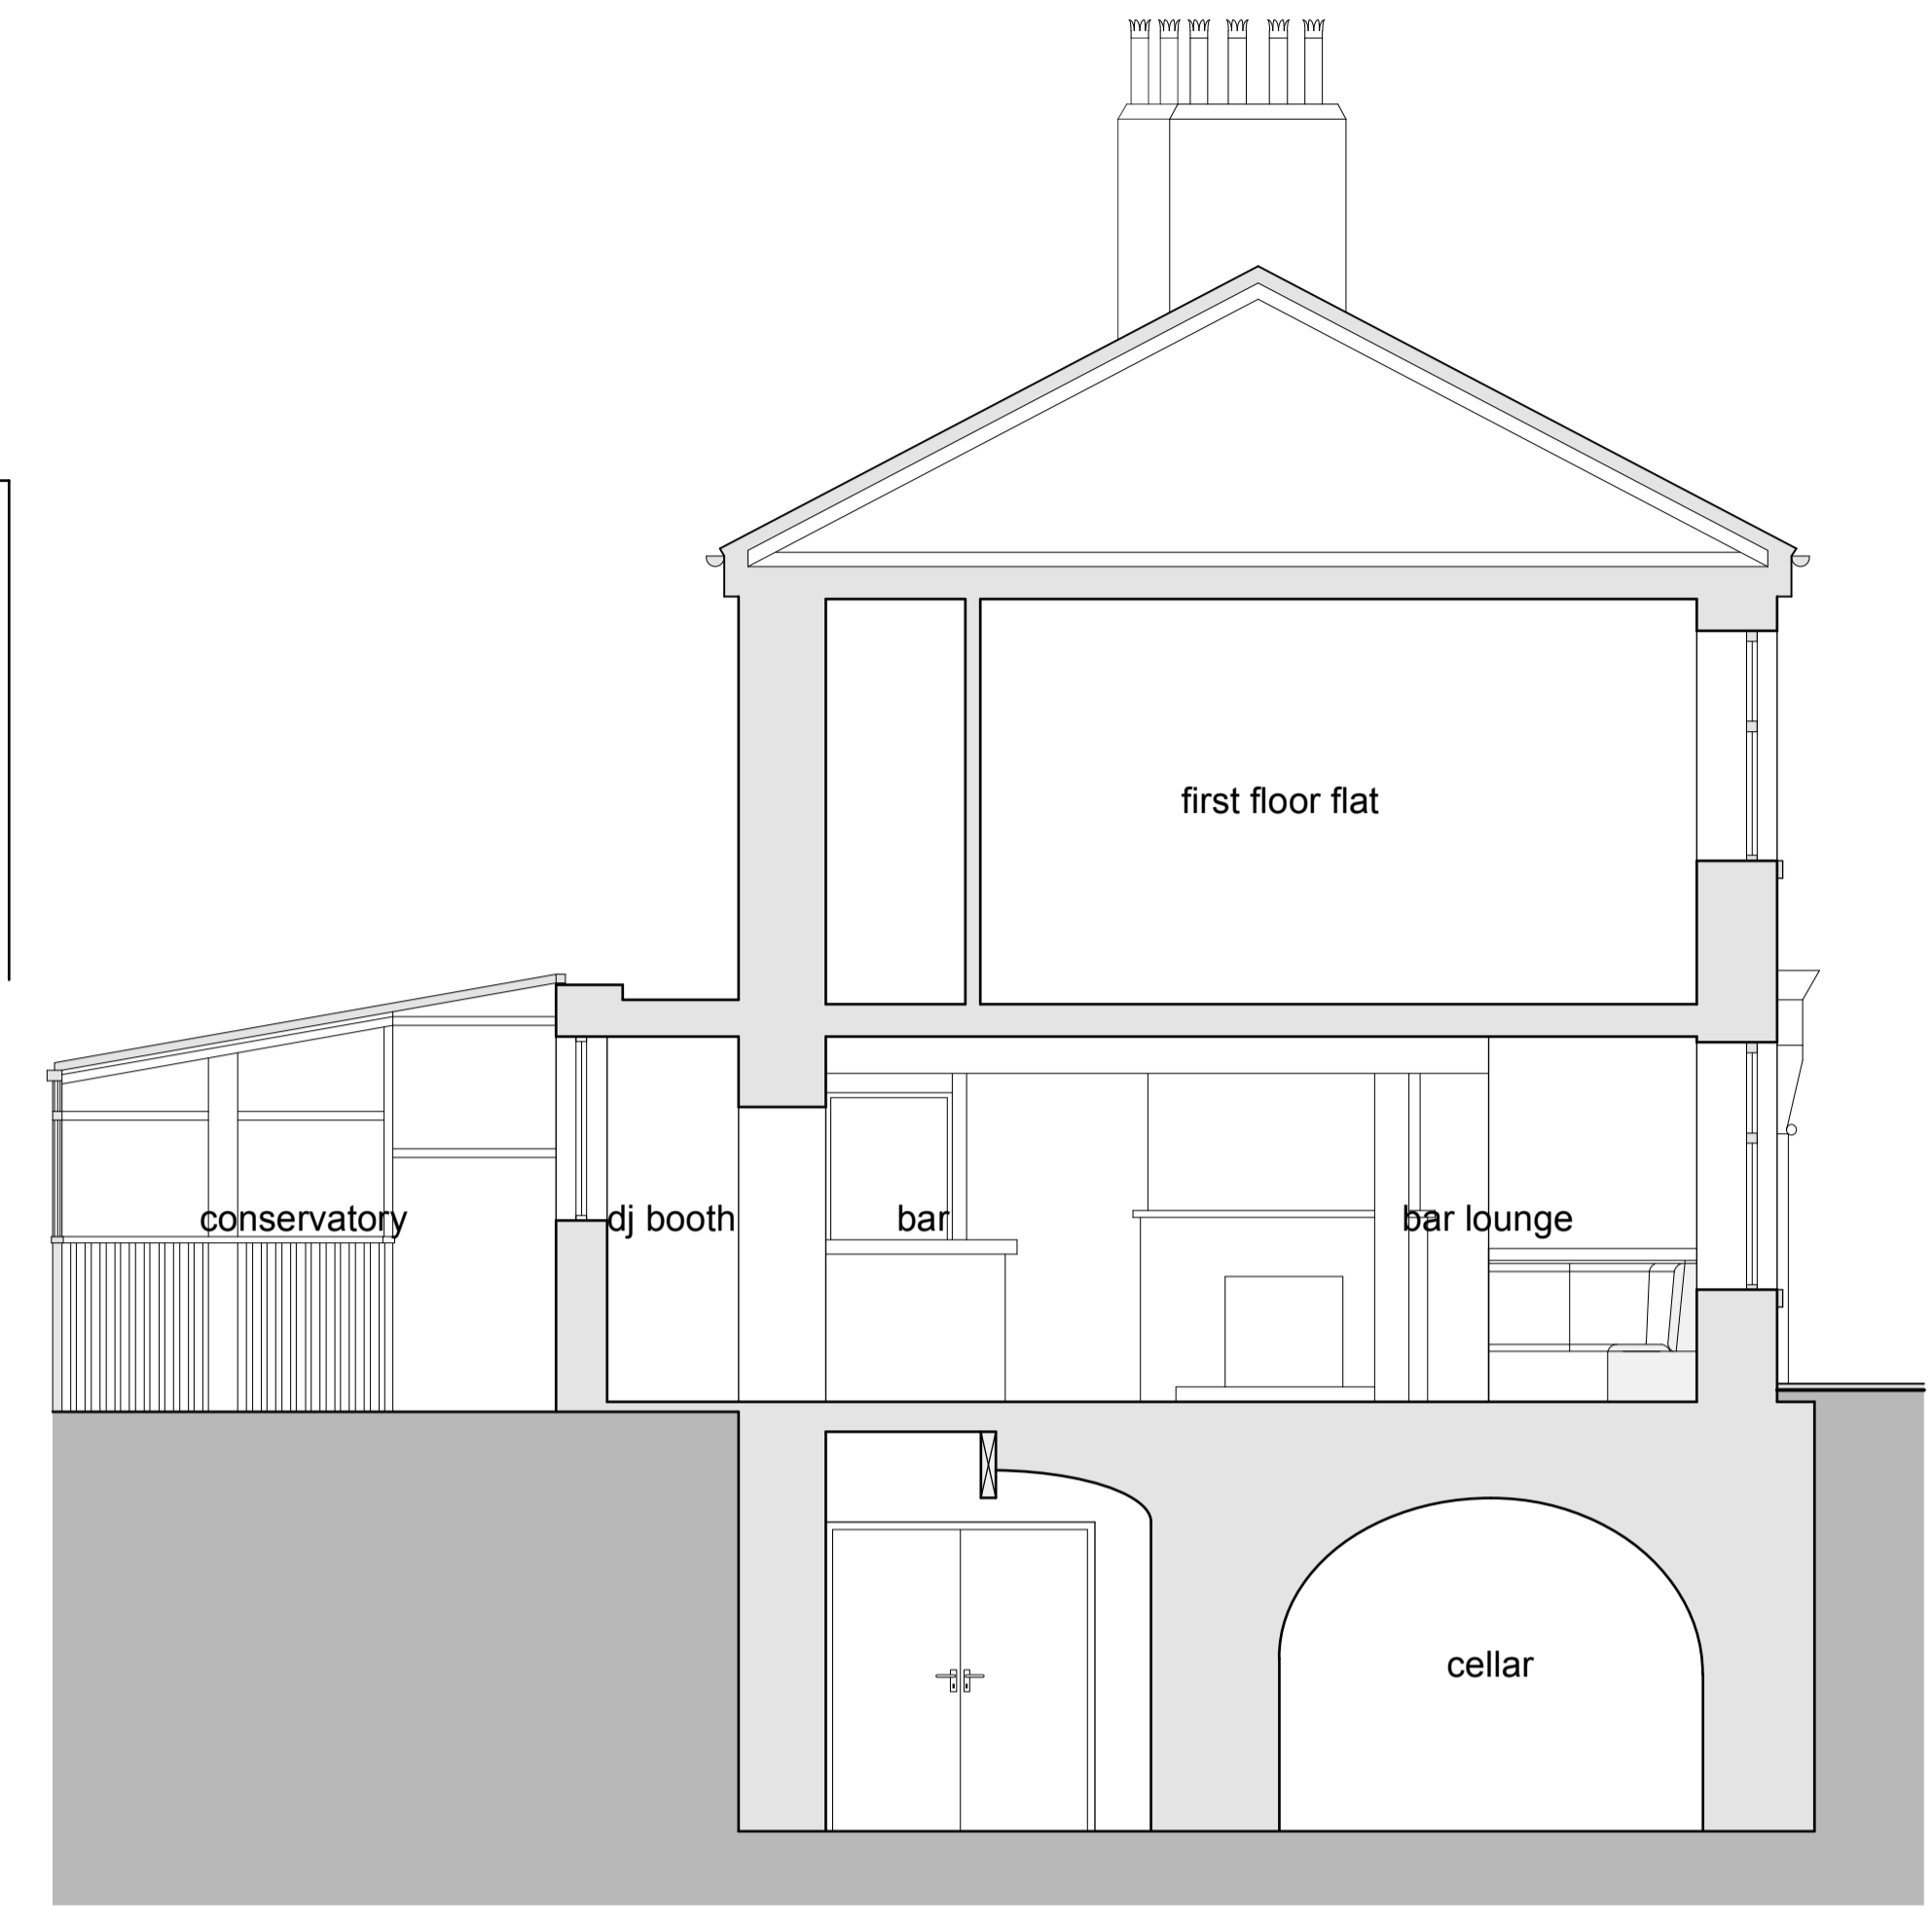 first floor flat
conservatory
dj booth
bar
bar lounge
cellar